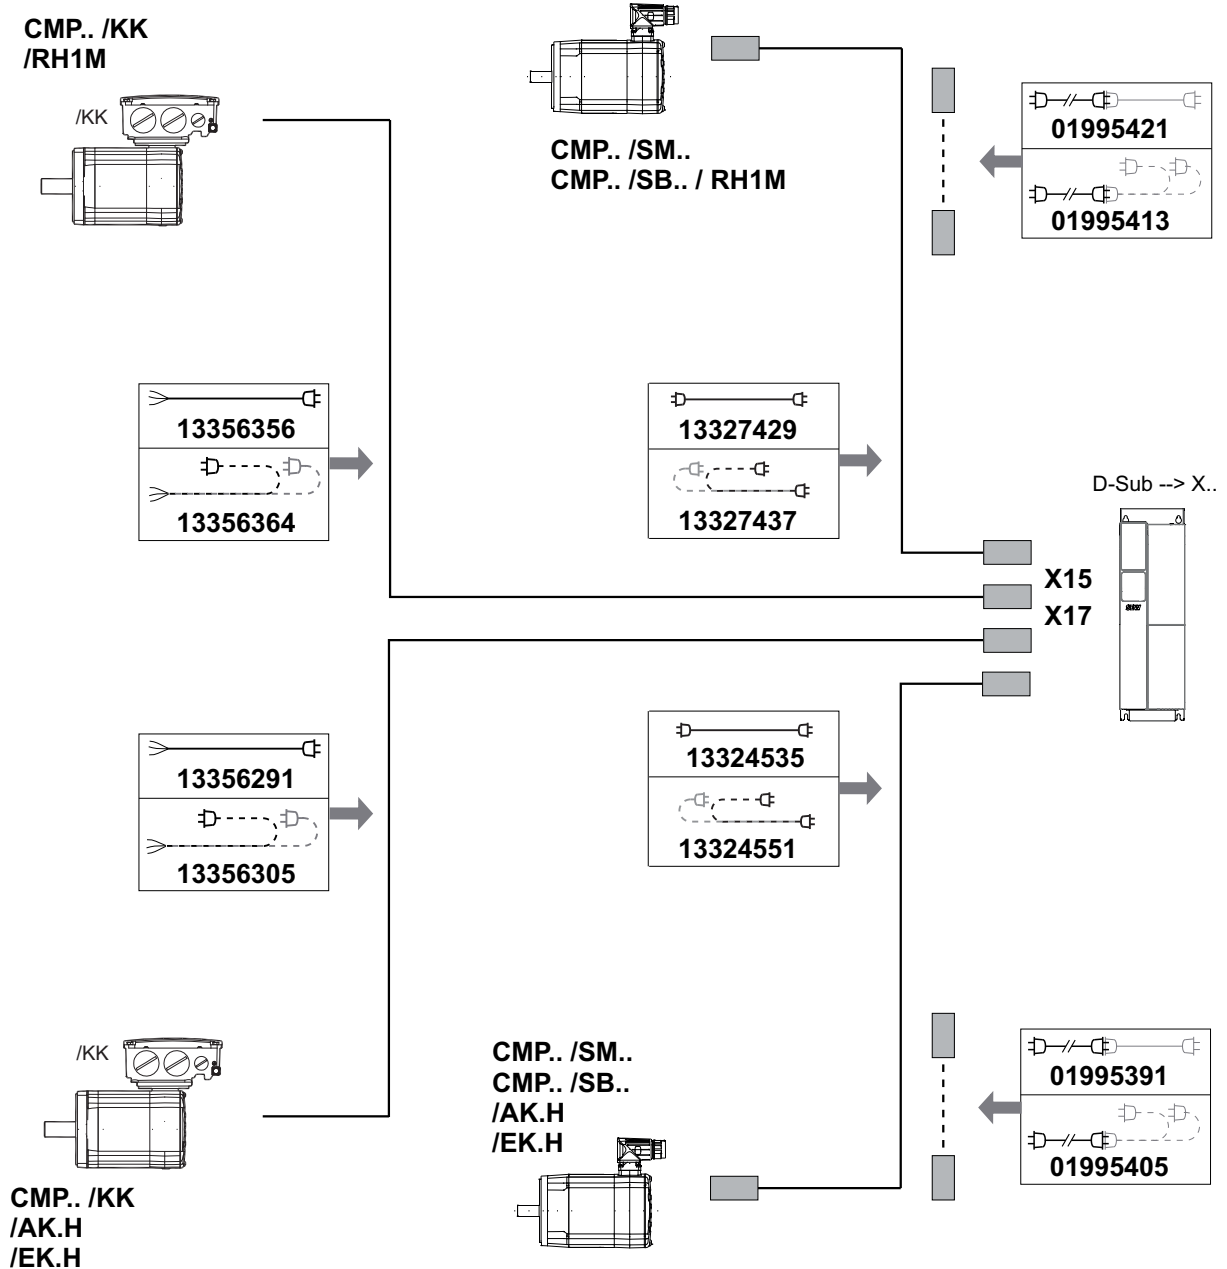 CMP.. /KK
/RH1M
/KK
CMP.. /SM..
CMP.. /SB.. / RH1M
01995421
01995413
13356356
13356364
13327429
13327437
D-Sub --> X..
X15
X17
13356291
13356305
13324535
13324551
/KK
CMP.. /KK
/AK.H
/EK.H
CMP.. /SM..
CMP.. /SB..
/AK.H
/EK.H
01995391
01995405